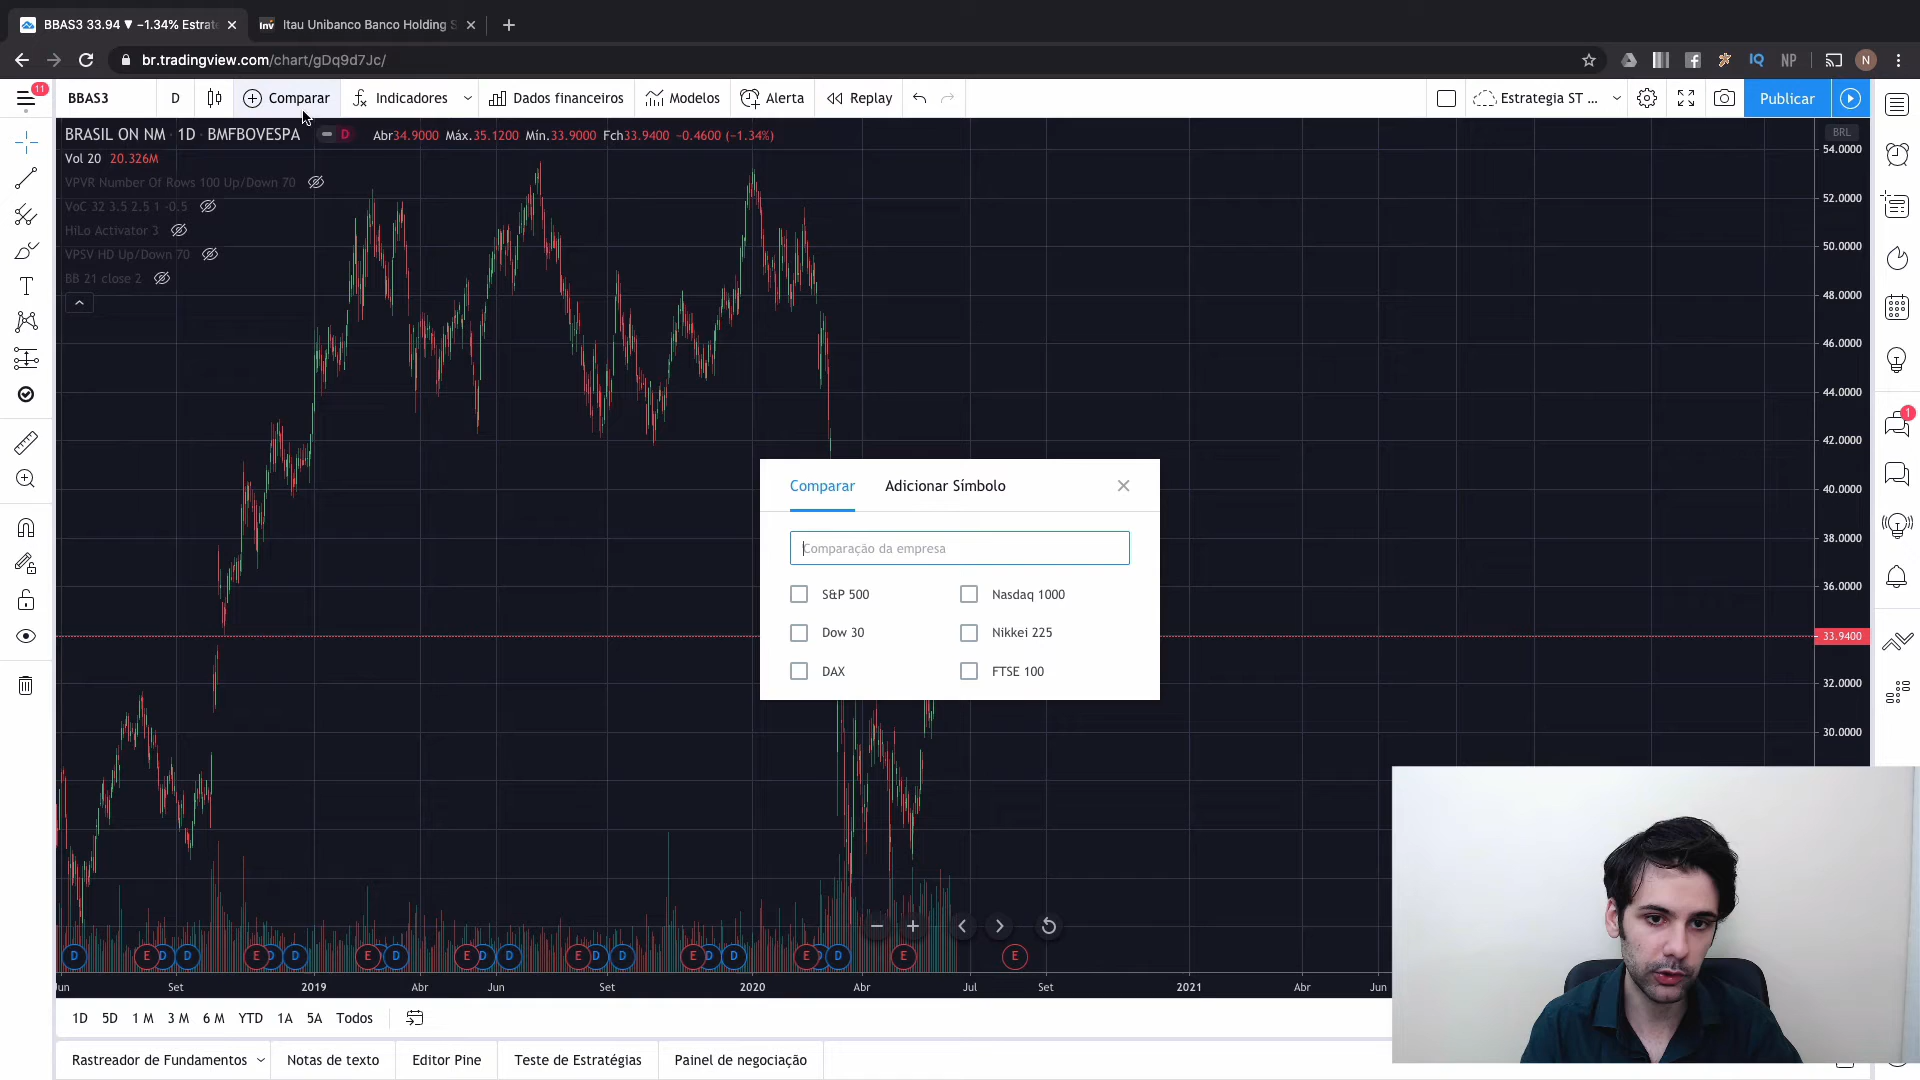 BBAS3 33.94 ▼ −1.34% Estrate
Inv Itau Unibanco Banco Holding S
br.tradingview.com/chart/gDq9d7Jc/
IQ NP N
11
BBAS3
D
Comparar
Indicadores
Dados financeiros
Modelos
Alerta
Replay
Estrategia ST ...
Publicar
BRASIL ON NM · 1D · BMFBOVESPA
D
Abr34.9000 Máx.35.1200 Mín.33.9000 Fch33.9400 −0.4600 (−1.34%)
BRL
Vol 20 20.326M
VPVR Number Of Rows 100 Up/Down 70
VoC 32 3.5 2.5 1 -0.5
HiLo Activator 3
VPSV HD Up/Down 70
BB 21 close 2
54.0000
52.0000
50.0000
48.0000
46.0000
44.0000
42.0000
40.0000
38.0000
36.0000
33.9400
32.0000
30.0000
1
Comparar
Adicionar Símbolo
Comparação da empresa
S&P 500
Nasdaq 1000
Dow 30
Nikkei 225
DAX
FTSE 100
D E D D E D D E D E D D E D D E D D E D D E E
Jun Set 2019 Abr Jun Set 2020 Abr Jul Set 2021 Abr Jun
1D 5D 1 M 3 M 6 M YTD 1A 5A Todos
Rastreador de Fundamentos
Notas de texto
Editor Pine
Teste de Estratégias
Painel de negociação